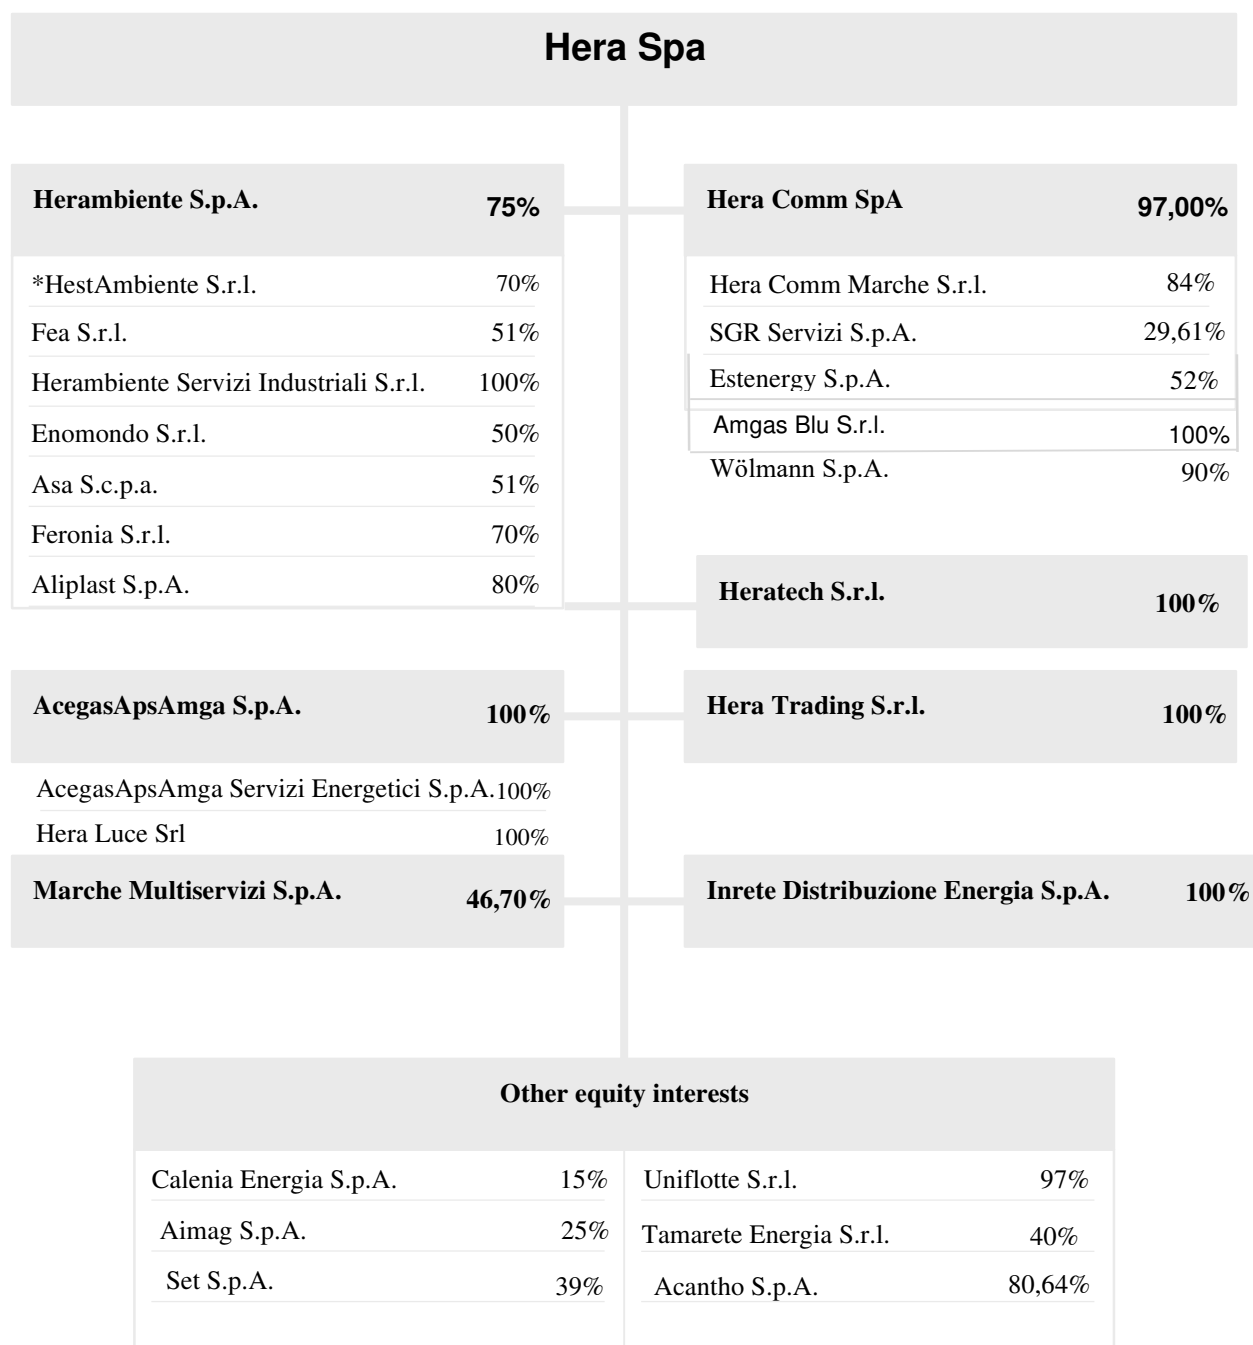 Hera Spa
Herambiente S.p.A. 75%
*HestAmbiente S.r.l. 70%
Fea S.r.l. 51%
Herambiente Servizi Industriali S.r.l. 100%
Enomondo S.r.l. 50%
Asa S.c.p.a. 51%
Feronia S.r.l. 70%
Aliplast S.p.A. 80%
Hera Comm SpA 97,00%
Hera Comm Marche S.r.l. 84%
SGR Servizi S.p.A. 29,61%
Estenergy S.p.A. 52%
Amgas Blu S.r.l. 100%
Wölmann S.p.A. 90%
Heratech S.r.l. 100%
AcegasApsAmga S.p.A. 100%
AcegasApsAmga Servizi Energetici S.p.A. 100%
Hera Luce Srl 100%
Hera Trading S.r.l. 100%
Marche Multiservizi S.p.A. 46,70%
Inrete Distribuzione Energia S.p.A. 100%
Other equity interests
Calenia Energia S.p.A. 15%
Aimag S.p.A. 25%
Set S.p.A. 39%
Uniflotte S.r.l. 97%
Tamarete Energia S.r.l. 40%
Acantho S.p.A. 80,64%